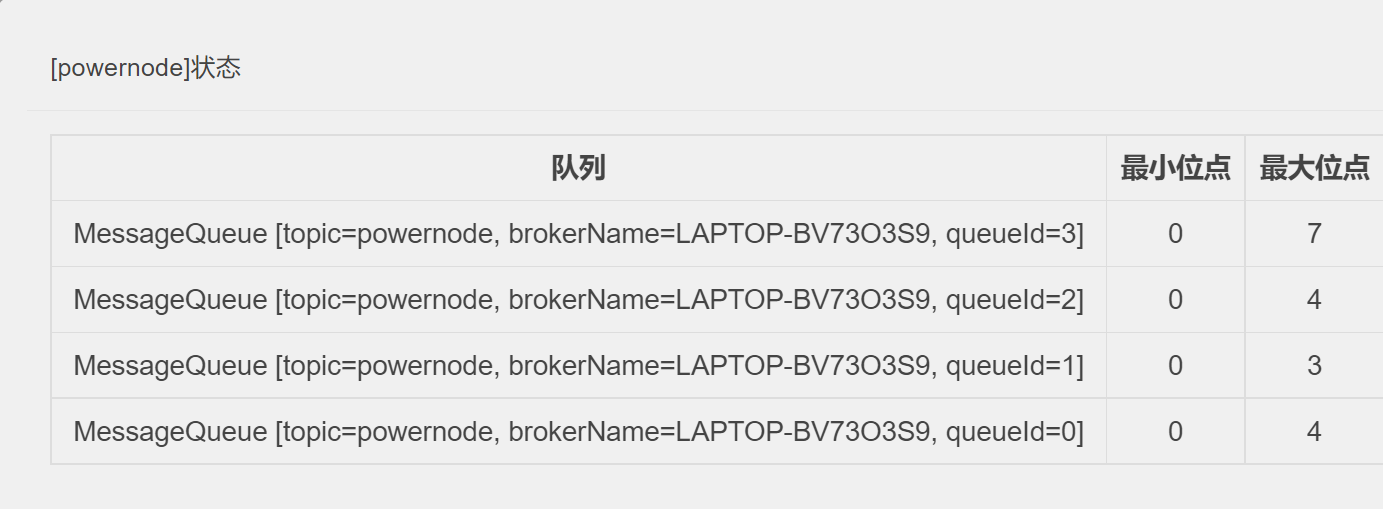 [powernode]状态
队列 最小位点 最大位点
MessageQueue [topic=powernode, brokerName=LAPTOP-BV73O3S9, queueId=3] 0 7
MessageQueue [topic=powernode, brokerName=LAPTOP-BV73O3S9, queueId=2] 0 4
MessageQueue [topic=powernode, brokerName=LAPTOP-BV73O3S9, queueId=1] 0 3
MessageQueue [topic=powernode, brokerName=LAPTOP-BV73O3S9, queueId=0] 0 4